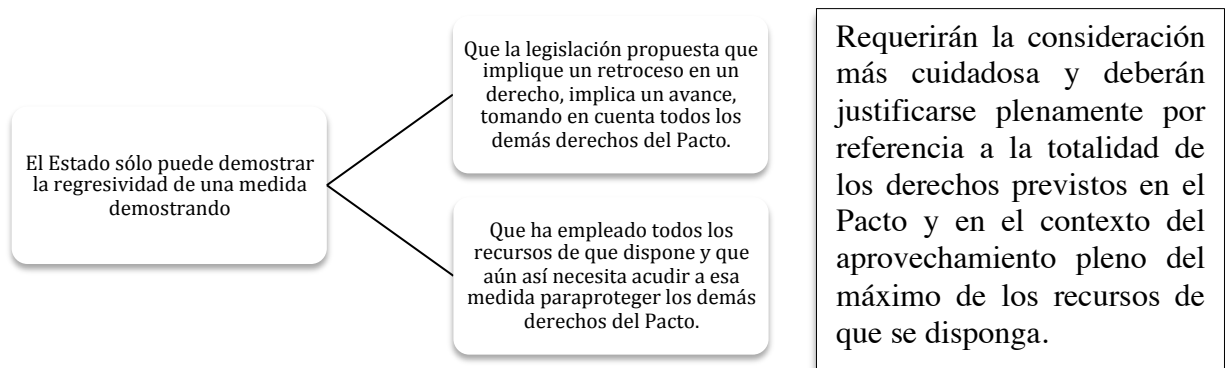 El Estado sólo puede demostrar
la regresividad de una medida
demostrando
Que la legislación propuesta que
implique un retroceso en un
derecho, implica un avance,
tomando en cuenta todos los
demás derechos del Pacto.
Que ha empleado todos los
recursos de que dispone y que
aún así necesita acudir a esa
medida paraproteger los demás
derechos del Pacto.
Requerirán la consideración
más cuidadosa y deberán
justificarse plenamente por
referencia a la totalidad de
los derechos previstos en el
Pacto y en el contexto del
aprovechamiento pleno del
máximo de los recursos de
que se disponga.